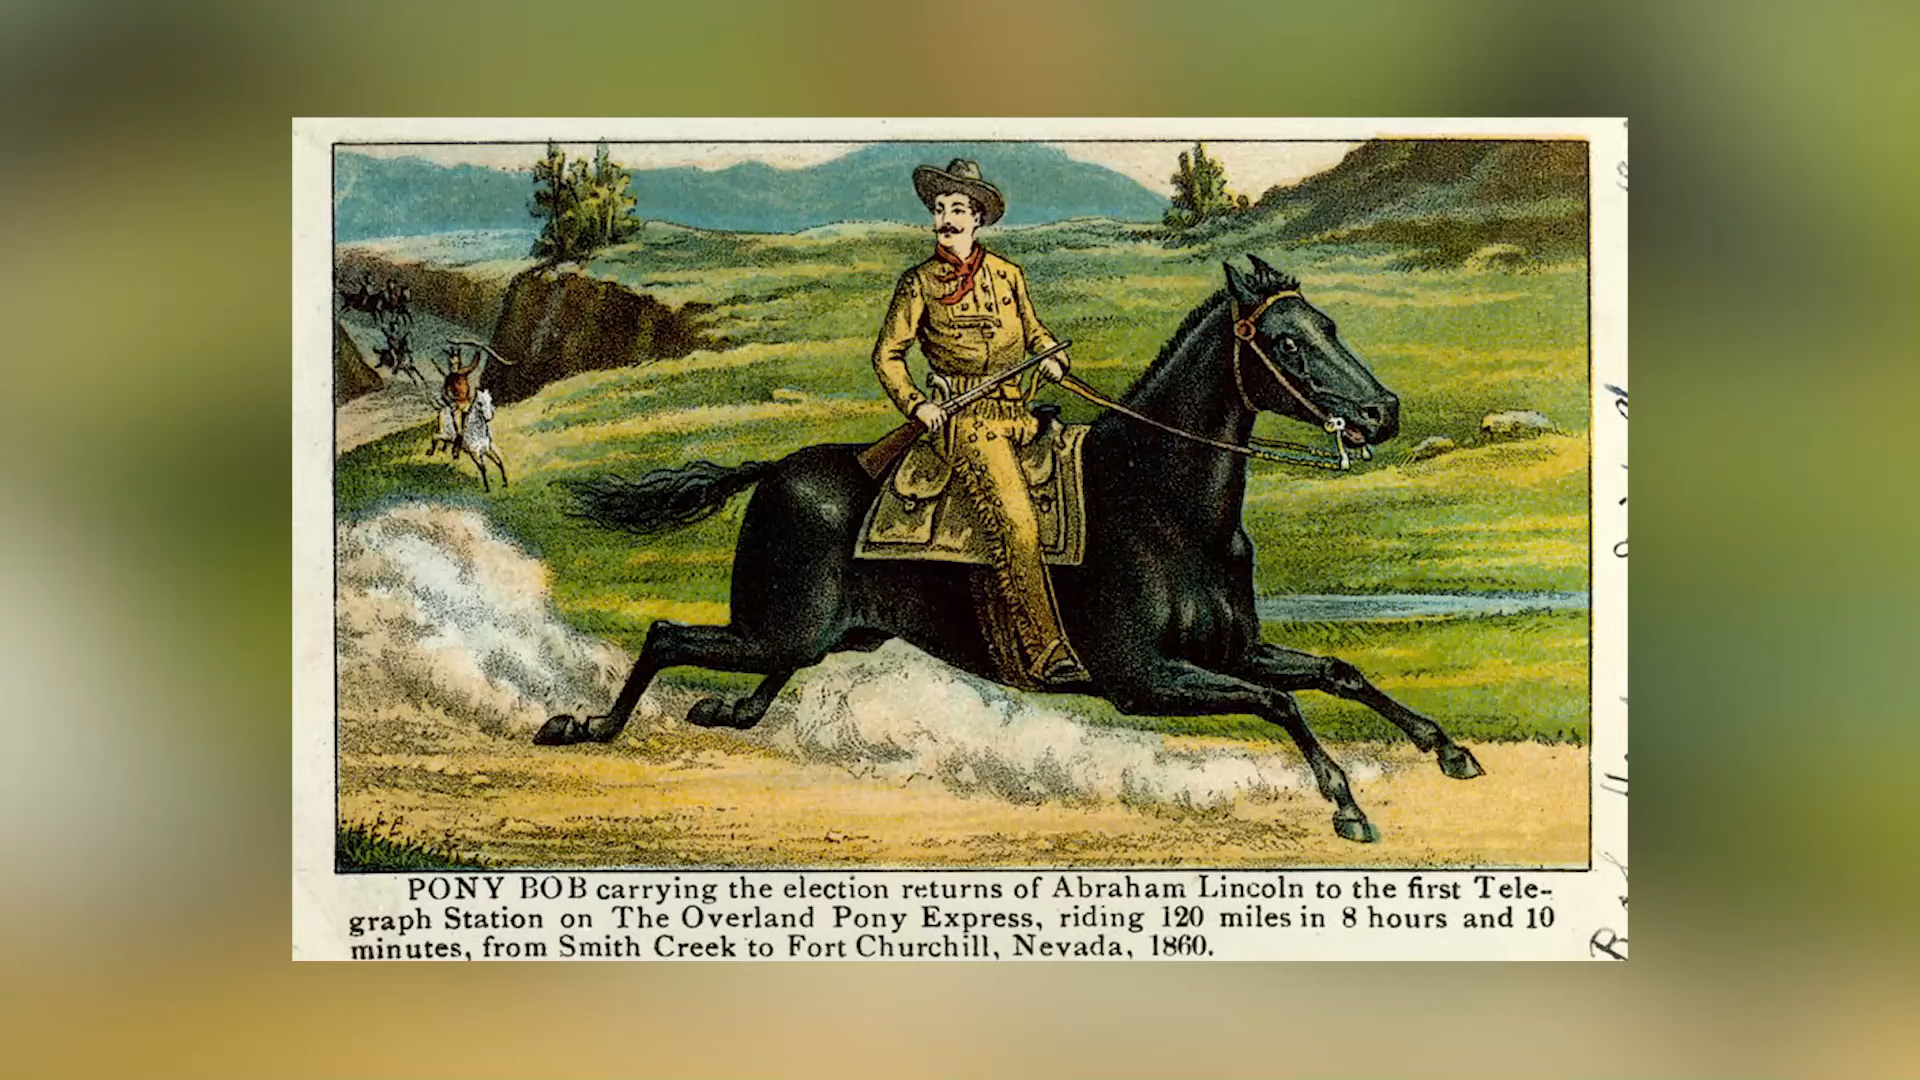 PONY BOB carrying the election returns of Abraham Lincoln to the first Tele-
graph Station on The Overland Pony Express, riding 120 miles in 8 hours and 10
minutes, from Smith Creek to Fort Churchill, Nevada, 1860.